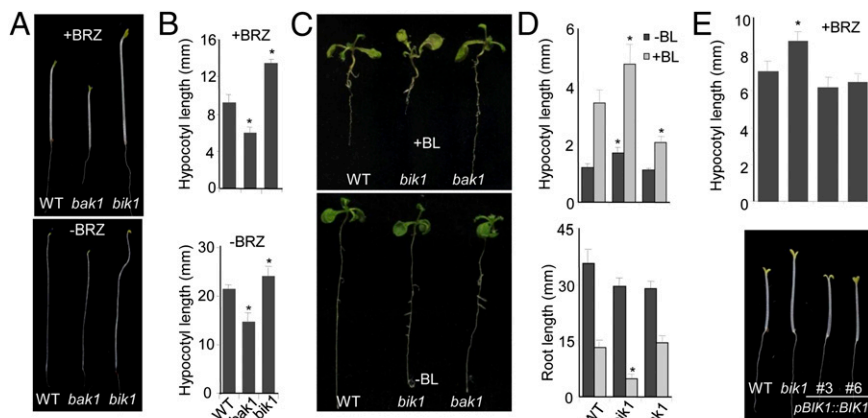 A
+BRZ
WT bak1 bik1
-BRZ
WT bak1 bik1
B
+BRZ
Hypocotyl length (mm)
16
12
8
4
0
*
*
-BRZ
Hypocotyl length (mm)
30
20
10
0
*
*
WT bak1 bik1
C
+BL
WT bik1 bak1
-BL
WT bik1 bak1
D
Hypocotyl length (mm)
6
4
2
0
-BL
+BL
*
*
*
Root length (mm)
45
30
15
0
*
WT bik1 bak1
E
+BRZ
Hypocotyl length (mm)
10
8
6
4
2
0
*
WT bik1 #3 #6
pBIK1::BIK1